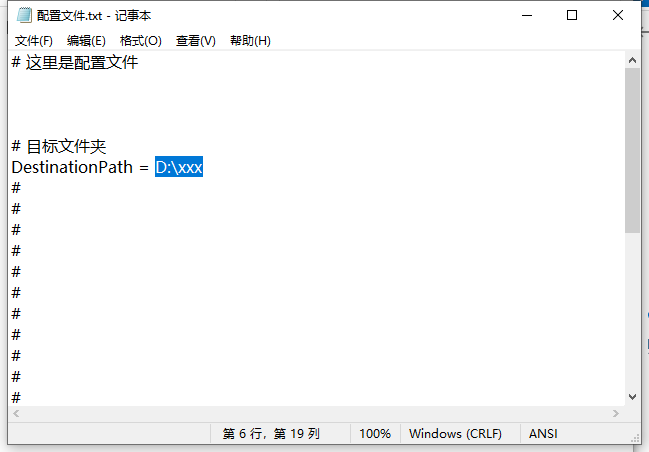 配置文件.txt - 记事本
文件(F) 编辑(E) 格式(O) 查看(V) 帮助(H)
# 这里是配置文件
# 目标文件夹
DestinationPath = D:\xxx
#
#
#
#
#
#
#
#
#
#
#
第 6 行，第 19 列 100% Windows (CRLF) ANSI